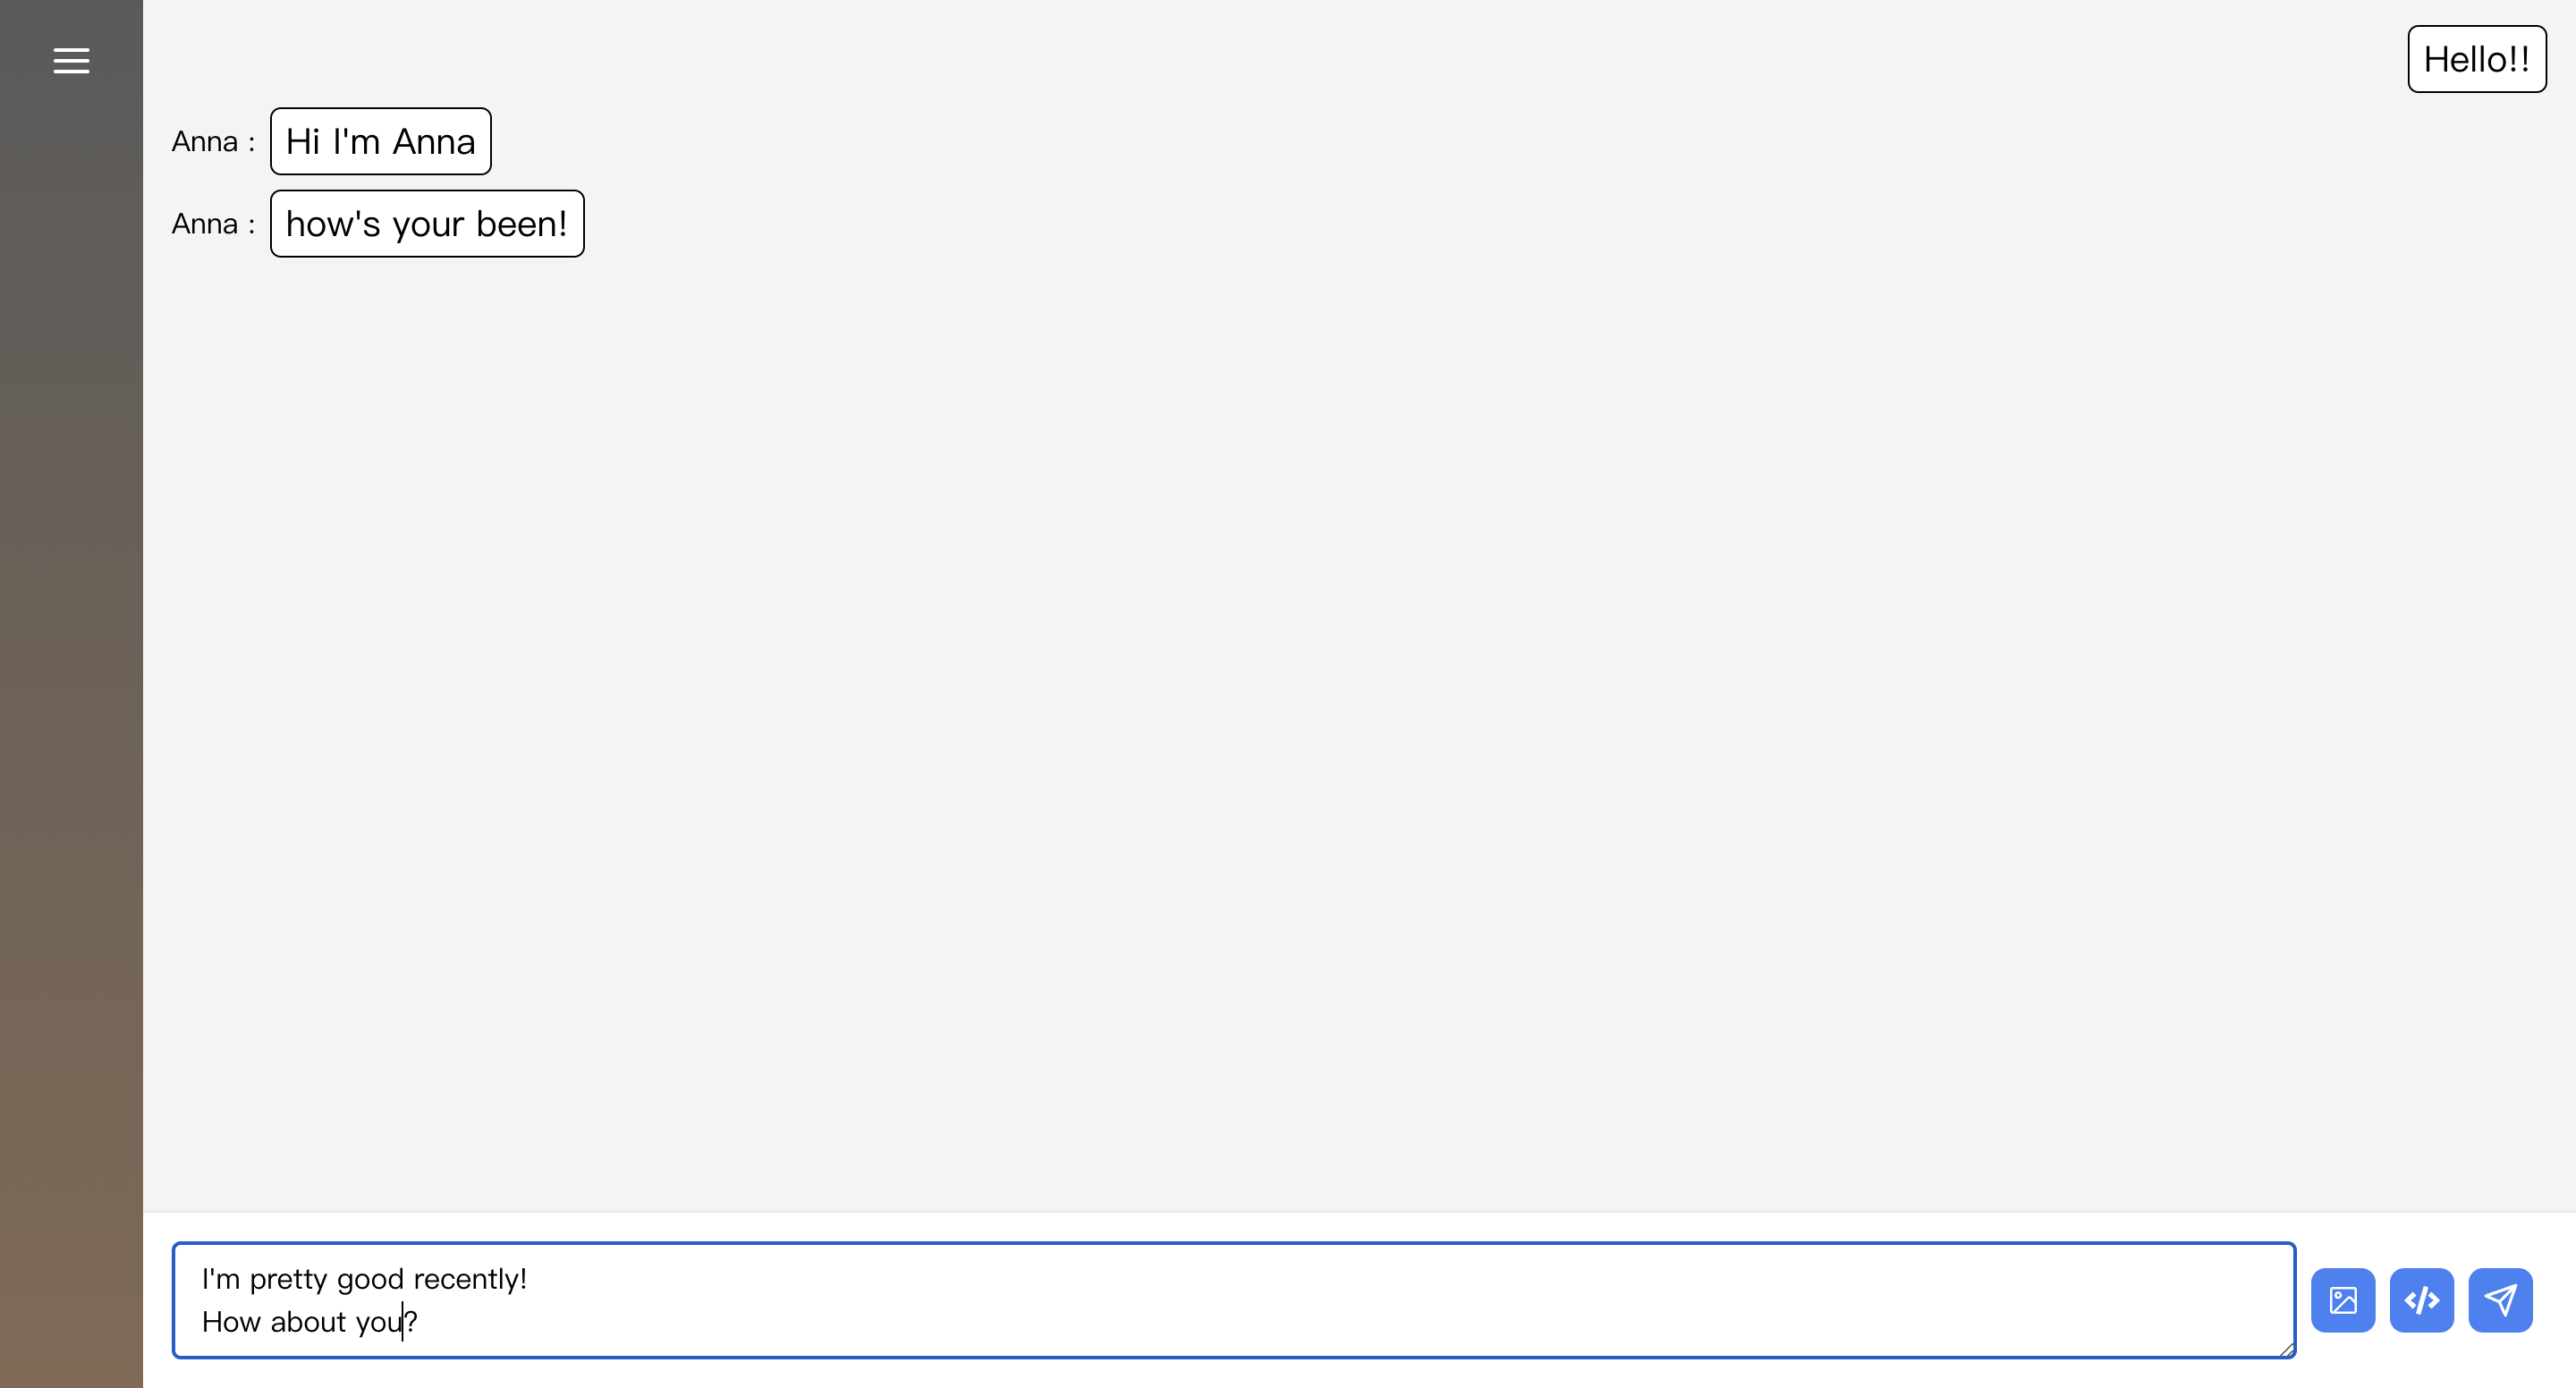 Hello!!
Anna : Hi I'm Anna
Anna : how's your been!
I'm pretty good recently!
How about you?